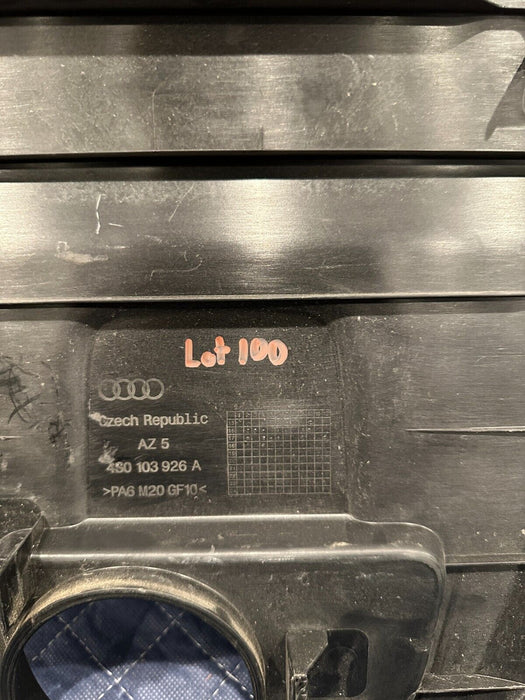 Lot 100
Czech Republic
AZ 5
4S0 103 926 A
>PA6 M20 GF10<